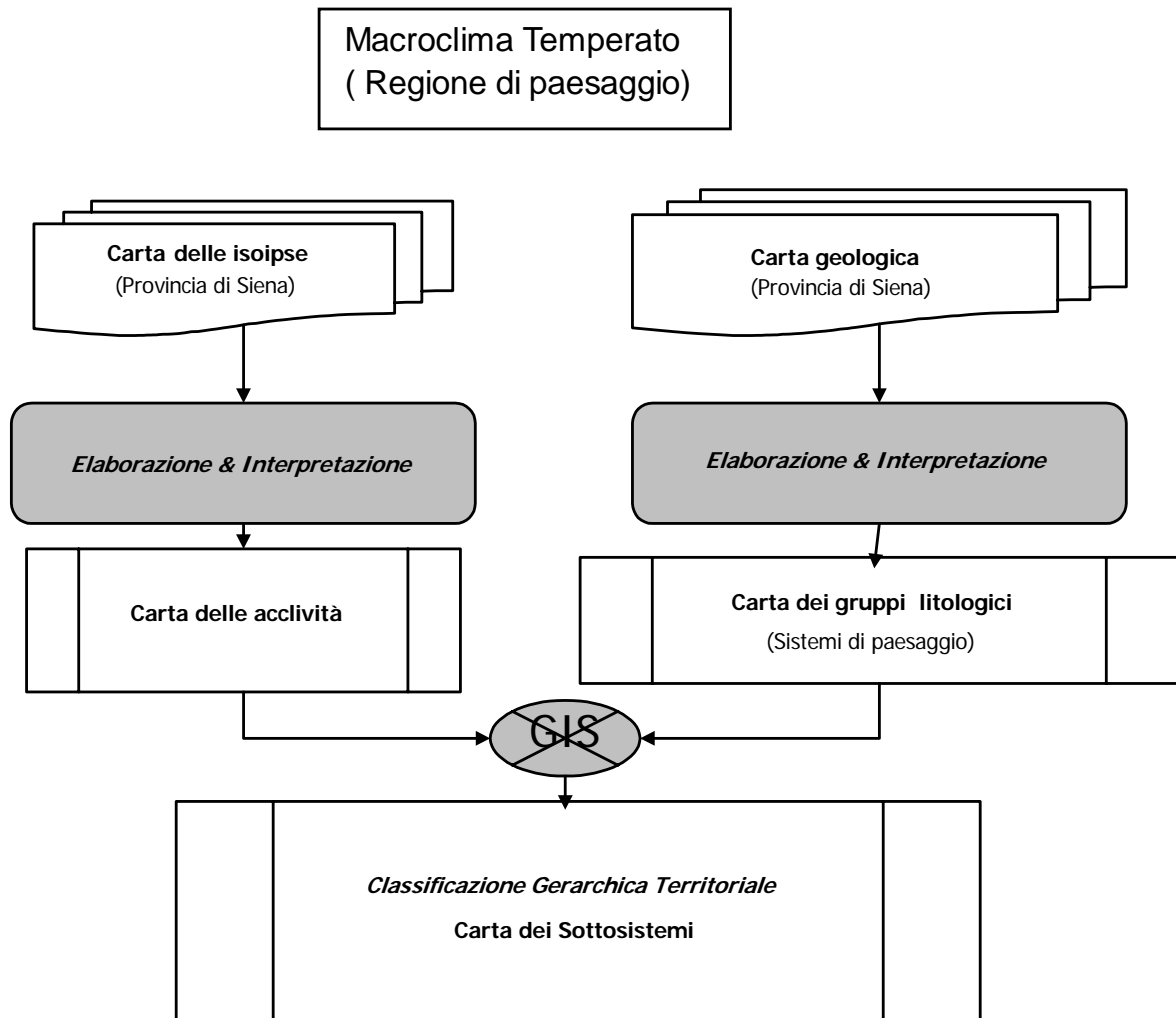 Macroclima Temperato
( Regione di paesaggio)
Carta delle isoipse
(Provincia di Siena)
Carta geologica
(Provincia di Siena)
Elaborazione & Interpretazione
Elaborazione & Interpretazione
Carta delle acclività
Carta dei gruppi litologici
(Sistemi di paesaggio)
GIS
Classificazione Gerarchica Territoriale
Carta dei Sottosistemi